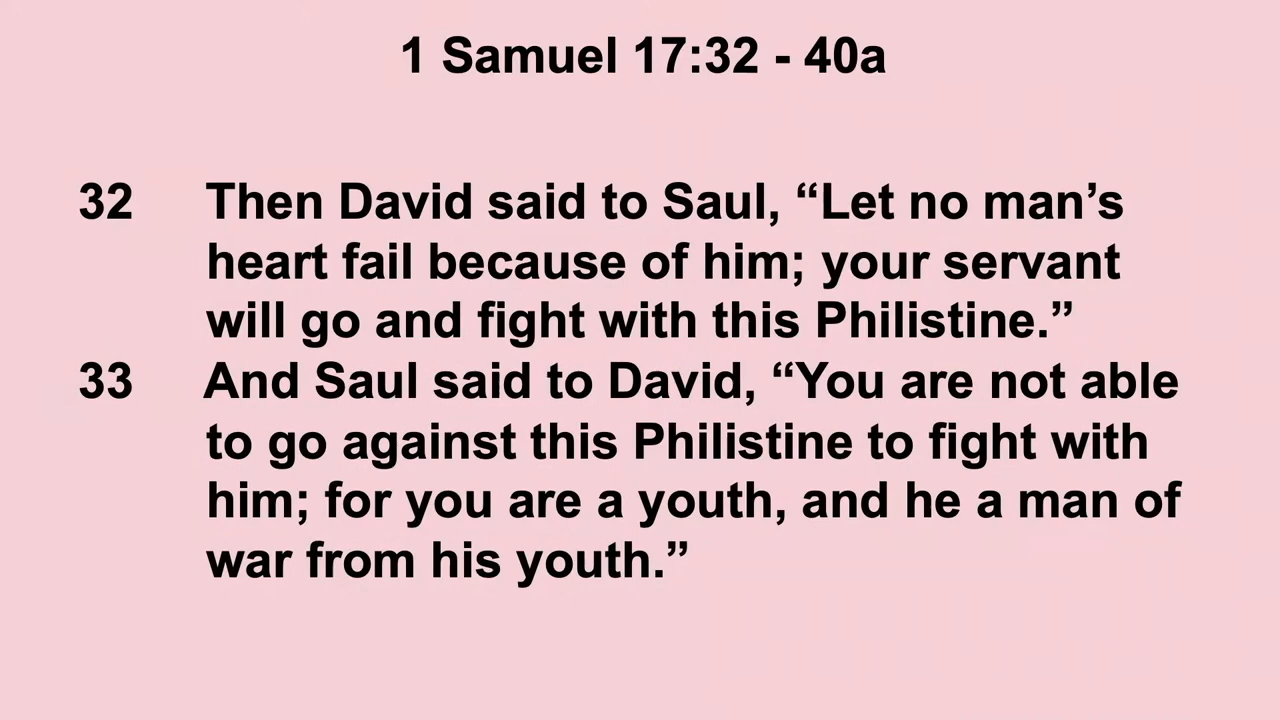 1 Samuel 17:32 - 40a
32 Then David said to Saul, “Let no man’s
heart fail because of him; your servant
will go and fight with this Philistine.”
33 And Saul said to David, “You are not able
to go against this Philistine to fight with
him; for you are a youth, and he a man of
war from his youth.”